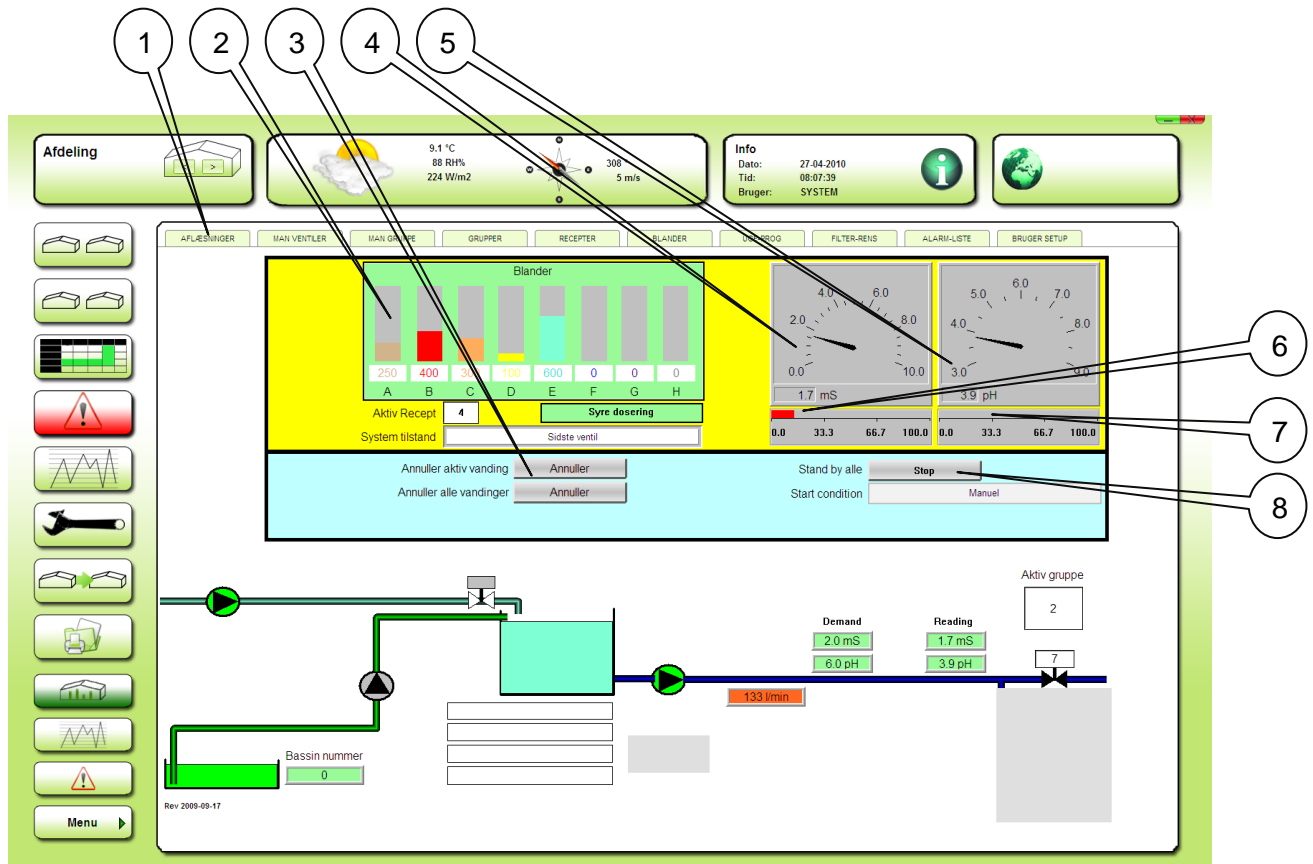 1 2 3 4 5
Afdeling
< >
9.1 °C
88 RH%
224 W/m2
308
5 m/s
Info
Dato: 27-04-2010
Tid: 08:07:39
Bruger: SYSTEM
AFLÆSNINGER MAN VENTILER MAN GRUPPE GRUPPER RECEPTER BLANDER UGEPROG FILTER-RENS ALARM-LISTE BRUGER SETUP
Blander
250 400 300 100 600 0 0 0
A B C D E F G H
Aktiv Recept 4 Syre dosering
System tilstand Sidste ventil
0.0 2.0 4.0 6.0 8.0 10.0
1.7 mS
3.0 4.0 5.0 6.0 7.0 8.0 9.0
3.9 pH
0.0 33.3 66.7 100.0
0.0 33.3 66.7 100.0
6
7
8
Annuller aktiv vanding Annuller
Annuller alle vandinger Annuller
Stand by alle Stop
Start condition Manuel
Aktiv gruppe
2
Demand Reading
2.0 mS 1.7 mS
6.0 pH 3.9 pH
7
133 l/min
Bassin nummer
0
Rev 2009-09-17
Menu